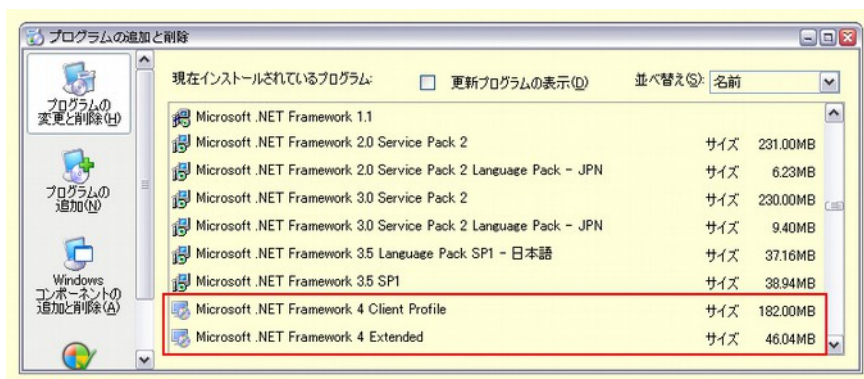 プログラムの追加と削除
プログラムの
変更と削除(H)
プログラムの
追加(N)
Windows
コンポーネントの
追加と削除(A)
現在インストールされているプログラム:
更新プログラムの表示(D)
並べ替え(S): 名前
Microsoft .NET Framework 1.1
Microsoft .NET Framework 2.0 Service Pack 2 サイズ 231.00MB
Microsoft .NET Framework 2.0 Service Pack 2 Language Pack - JPN サイズ 6.23MB
Microsoft .NET Framework 3.0 Service Pack 2 サイズ 230.00MB
Microsoft .NET Framework 3.0 Service Pack 2 Language Pack - JPN サイズ 9.40MB
Microsoft .NET Framework 3.5 Language Pack SP1 - 日本語 サイズ 37.16MB
Microsoft .NET Framework 3.5 SP1 サイズ 38.94MB
Microsoft .NET Framework 4 Client Profile サイズ 182.00MB
Microsoft .NET Framework 4 Extended サイズ 46.04MB